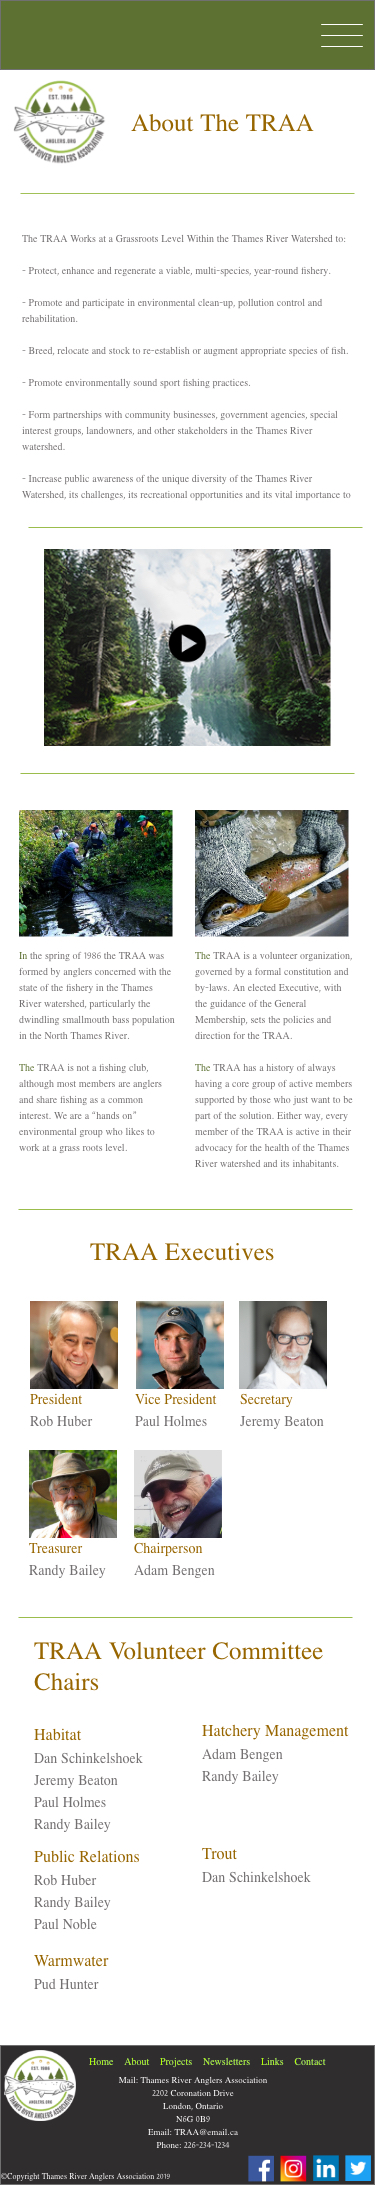 EST. 1986
ANGLERS.ORG
THAMES RIVER ANGLERS ASSOCIATION
About The TRAA
The TRAA Works at a Grassroots Level Within the Thames River Watershed to:
- Protect, enhance and regenerate a viable, multi-species, year-round fishery.
- Promote and participate in environmental clean-up, pollution control and
rehabilitation.
- Breed, relocate and stock to re-establish or augment appropriate species of fish.
- Promote environmentally sound sport fishing practices.
- Form partnerships with community businesses, government agencies, special
interest groups, landowners, and other stakeholders in the Thames River
watershed.
- Increase public awareness of the unique diversity of the Thames River
Watershed, its challenges, its recreational opportunities and its vital importance to
In the spring of 1986 the TRAA was
formed by anglers concerned with the
state of the fishery in the Thames
River watershed, particularly the
dwindling smallmouth bass population
in the North Thames River.
The TRAA is not a fishing club,
although most members are anglers
and share fishing as a common
interest. We are a “hands on”
environmental group who likes to
work at a grass roots level.
The TRAA is a volunteer organization,
governed by a formal constitution and
by-laws. An elected Executive, with
the guidance of the General
Membership, sets the policies and
direction for the TRAA.
The TRAA has a history of always
having a core group of active members
supported by those who just want to be
part of the solution. Either way, every
member of the TRAA is active in their
advocacy for the health of the Thames
River watershed and its inhabitants.
TRAA Executives
President
Rob Huber
Vice President
Paul Holmes
Secretary
Jeremy Beaton
Treasurer
Randy Bailey
Chairperson
Adam Bengen
TRAA Volunteer Committee
Chairs
Habitat
Dan Schinkelshoek
Jeremy Beaton
Paul Holmes
Randy Bailey
Hatchery Management
Adam Bengen
Randy Bailey
Public Relations
Rob Huber
Randy Bailey
Paul Noble
Trout
Dan Schinkelshoek
Warmwater
Pud Hunter
EST. 1986
ANGLERS.ORG
THAMES RIVER ANGLERS ASSOCIATION
Home About Projects Newsletters Links Contact
Mail: Thames River Anglers Association
2202 Coronation Drive
London, Ontario
N6G 0B9
Email: TRAA@email.ca
Phone: 226-234-1234
©Copyright Thames River Anglers Association 2019